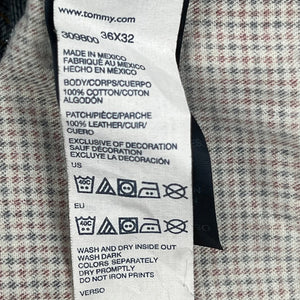 www.tommy.com
309800 36X32
MADE IN MEXICO
FABRIQUÉ AU MEXICO
HECHO EN MÉXICO
BODY/CORPS/CUERPO
100% COTTON/COTON
ALGODÓN
PATCH/PIÈCE/PARCHE
100% LEATHER/CUIR/
CUERO
EXCLUSIVE OF DECORATION
SAUF DÉCORATION
EXCLUYE LA DECORACIÓN
US
EU
WASH AND DRY INSIDE OUT
WASH DARK
COLORS SEPARATELY
DRY PROMPTLY
DO NOT IRON PRINTS
VERSO